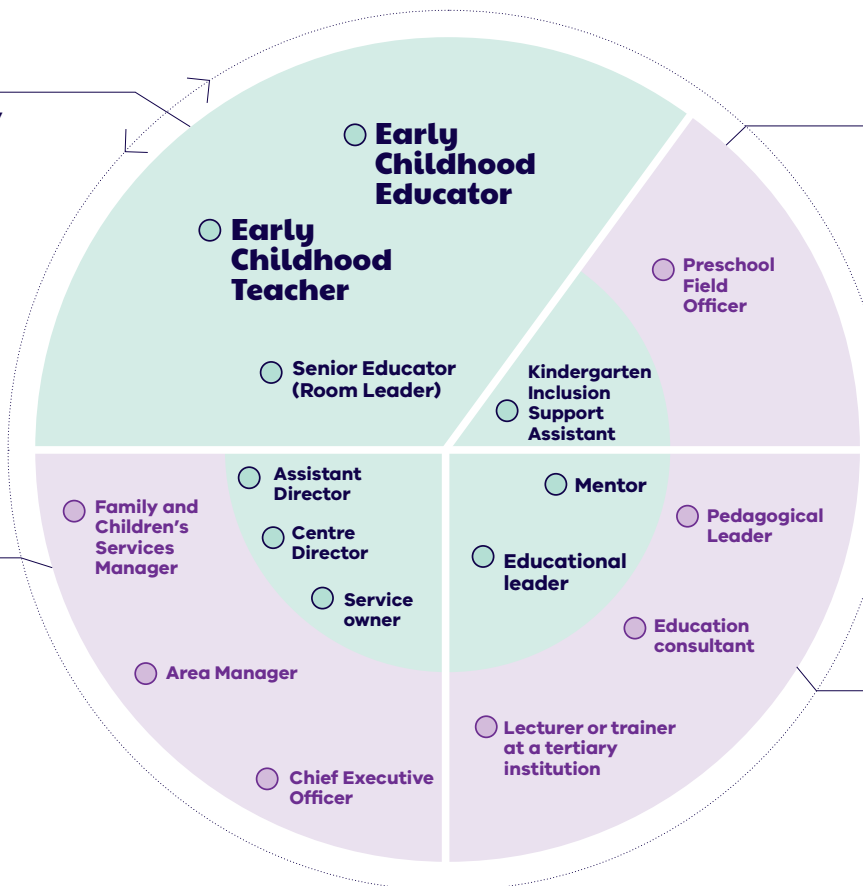 Early
Childhood
Educator
Early
Childhood
Teacher
Senior Educator
(Room Leader)
Preschool
Field
Officer
Kindergarten
Inclusion
Support
Assistant
Assistant
Director
Centre
Director
Service
owner
Family and
Children’s
Services
Manager
Area Manager
Chief Executive
Officer
Mentor
Educational
leader
Pedagogical
Leader
Education
consultant
Lecturer or trainer
at a tertiary
institution